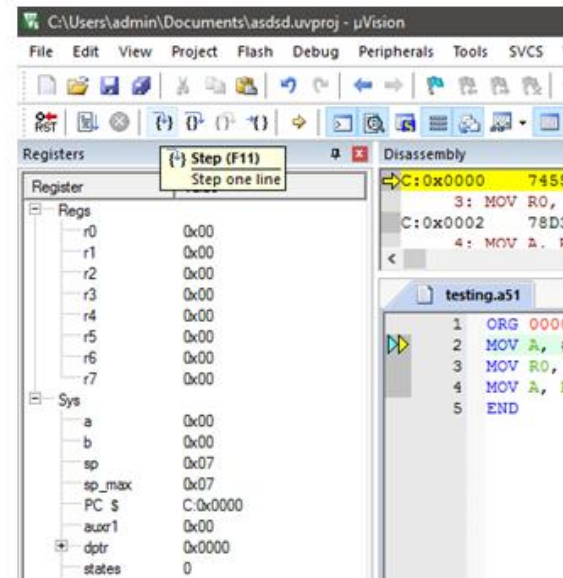 C:\Users\admin\Documents\asdsd.uvproj - µVision
File Edit View Project Flash Debug Peripherals Tools SVCS
RST
Registers
Step (F11)
Step one line
Register
Regs
r0 0x00
r1 0x00
r2 0x00
r3 0x00
r4 0x00
r5 0x00
r6 0x00
r7 0x00
Sys
a 0x00
b 0x00
sp 0x07
sp_max 0x07
PC $ C:0x0000
auxr1 0x00
dptr 0x0000
states 0
Disassembly
C:0x0000
3: MOV R0,
C:0x0002
4: MOV A,
testing.a51
1 ORG
2 MOV A,
3 MOV R0,
4 MOV A,
5 END